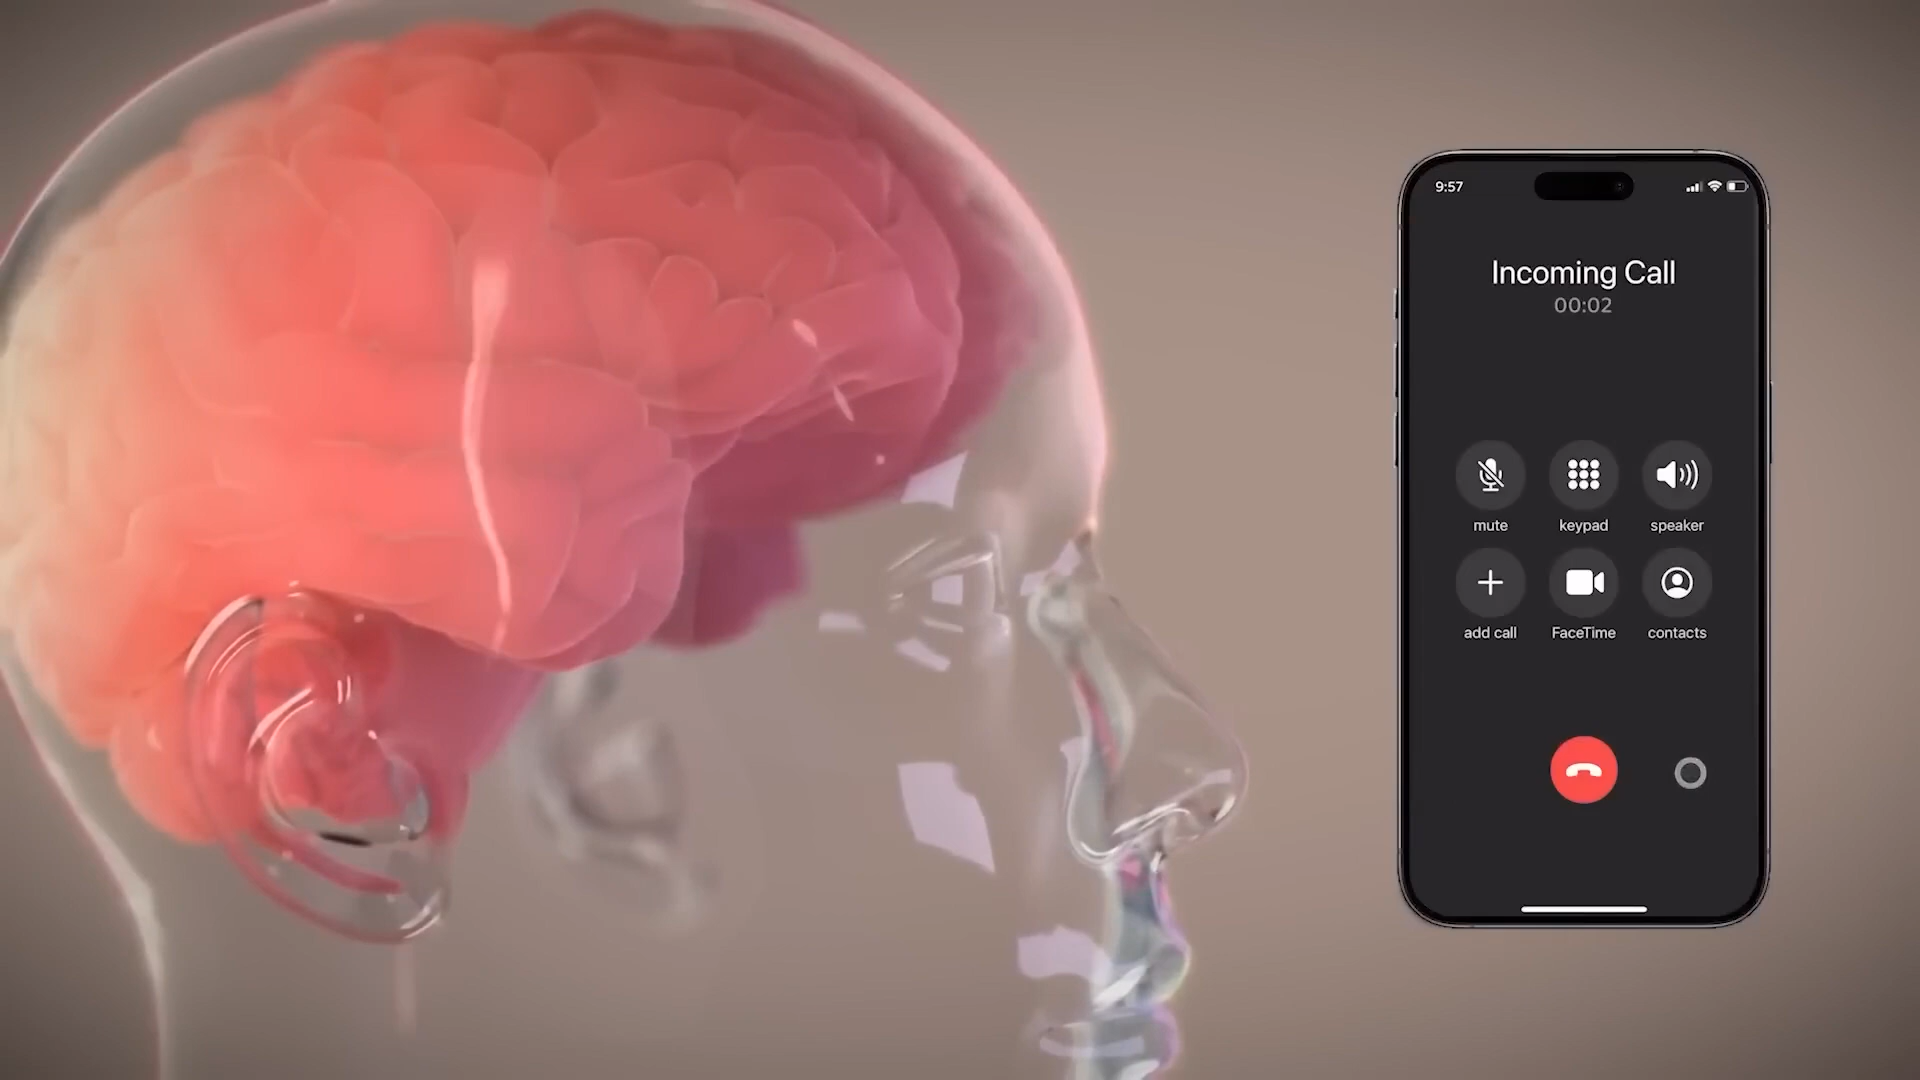 9:57
Incoming Call
00:02
mute keypad speaker
add call FaceTime contacts